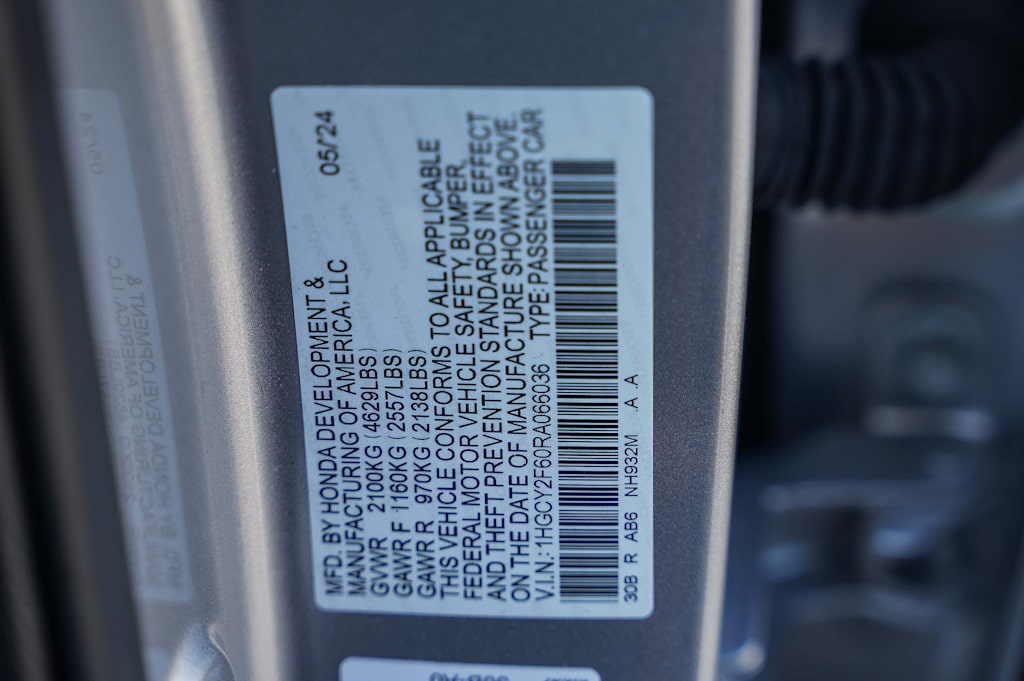 MFD. BY HONDA DEVELOPMENT & 05/24
MANUFACTURING OF AMERICA, LLC
GVWR 2100KG (4629LBS)
GAWR F 1160KG (2557LBS)
GAWR R 970KG (2138LBS)
THIS VEHICLE CONFORMS TO ALL APPLICABLE
FEDERAL MOTOR VEHICLE SAFETY, BUMPER,
AND THEFT PREVENTION STANDARDS IN EFFECT
ON THE DATE OF MANUFACTURE SHOWN ABOVE.
V.I.N.: 1HGCY2F60RA066036 TYPE: PASSENGER CAR
30B R AB6 NH932M A A